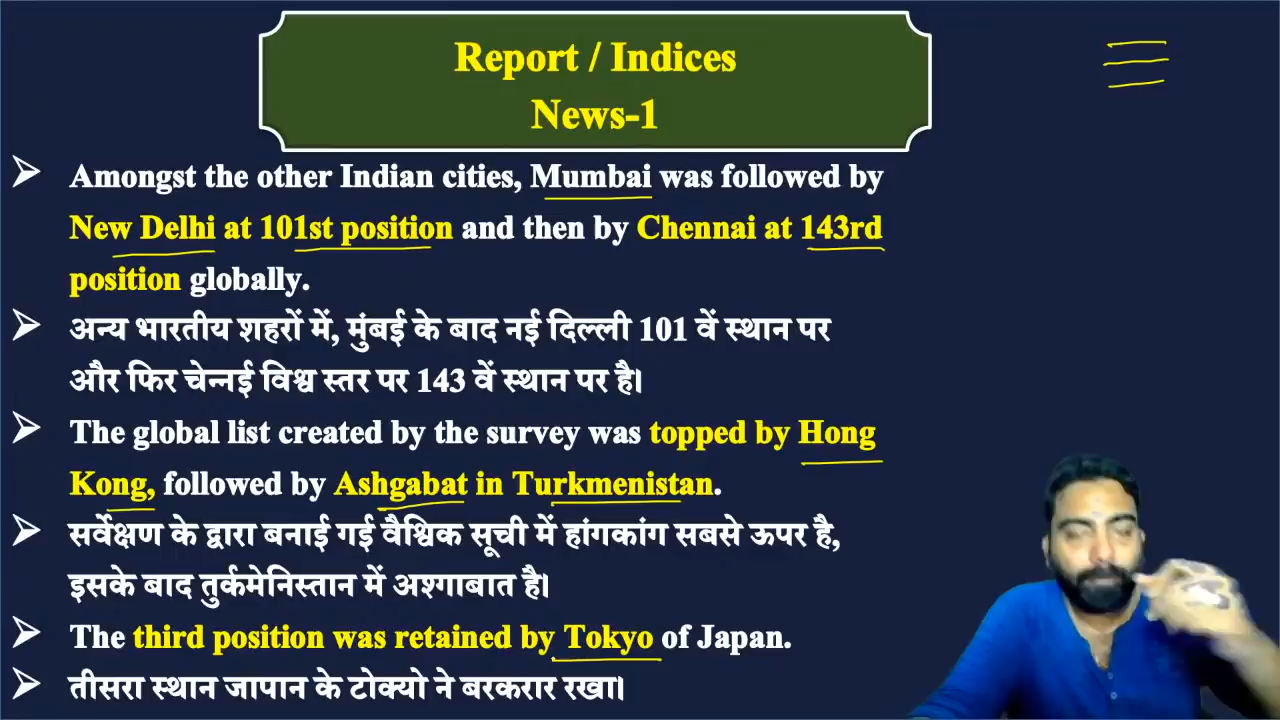 Report / Indices
News-1
Amongst the other Indian cities, Mumbai was followed by
New Delhi at 101st position and then by Chennai at 143rd
position globally.
अन्य भारतीय शहरों में, मुंबई के बाद नई दिल्ली 101 वें स्थान पर
और फिर चेन्नई विश्व स्तर पर 143 वें स्थान पर है।
The global list created by the survey was topped by Hong
Kong, followed by Ashgabat in Turkmenistan.
सर्वेक्षण के द्वारा बनाई गई वैश्विक सूची में हांगकांग सबसे ऊपर है,
इसके बाद तुर्कमेनिस्तान में अश्गाबात है।
The third position was retained by Tokyo of Japan.
तीसरा स्थान जापान के टोक्यो ने बरकरार रखा।